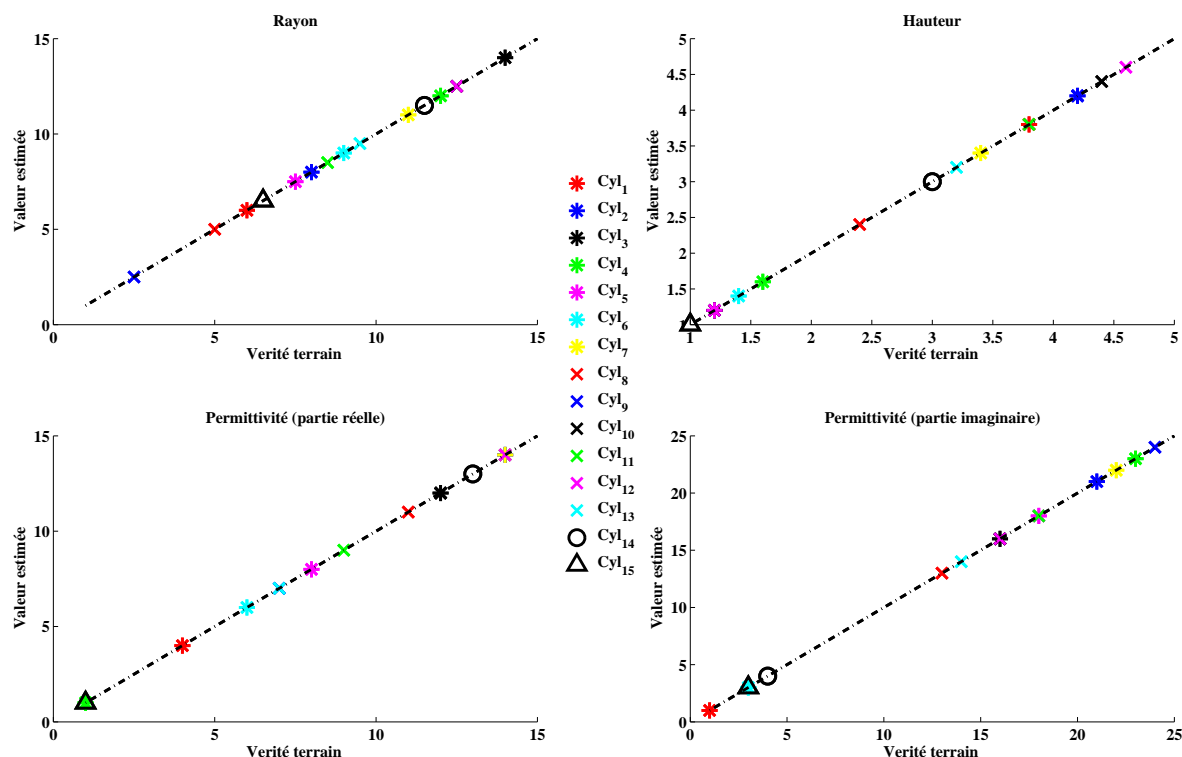 Rayon
15
10
5
0
0 5 10 15
Valeur estimée
Verité terrain
Hauteur
5
4.5
4
3.5
3
2.5
2
1.5
1
1 1.5 2 2.5 3 3.5 4 4.5 5
Valeur estimée
Verité terrain
Cyl1
Cyl2
Cyl3
Cyl4
Cyl5
Cyl6
Cyl7
Cyl8
Cyl9
Cyl10
Cyl11
Cyl12
Cyl13
Cyl14
Cyl15
Permittivité (partie réelle)
15
10
5
0
0 5 10 15
Valeur estimée
Verité terrain
Permittivité (partie imaginaire)
25
20
15
10
5
0
0 5 10 15 20 25
Valeur estimée
Verité terrain